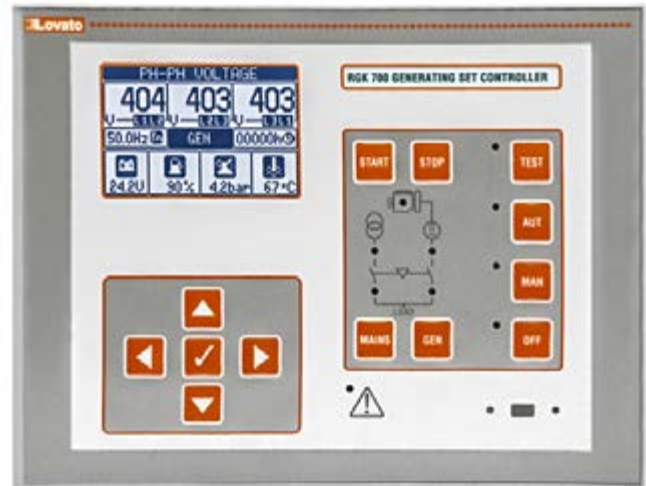 Lovato
PH-PH VOLTAGE
404 403 403
V L1L2 V L2L3 V L3L1
50.0Hz GEN 00000h
24.2V 90% 4.2bar 67°C
RGK 700 GENERATING SET CONTROLLER
START STOP TEST
AUT
MAN
LOAD
MAINS GEN OFF